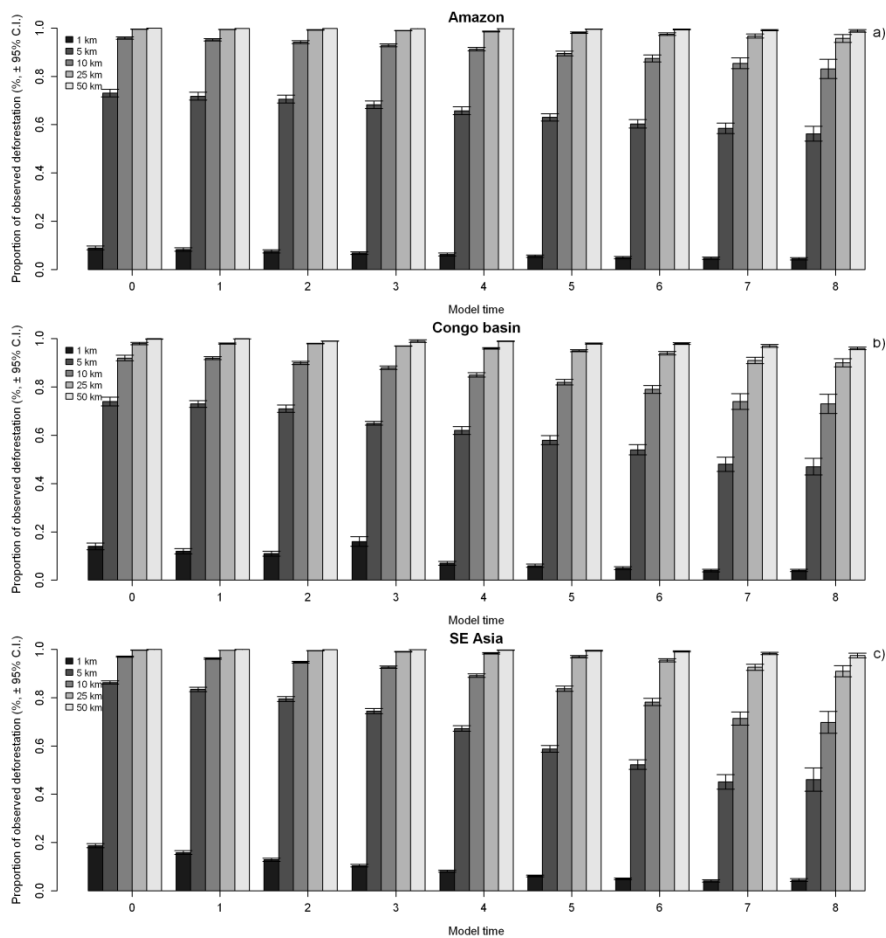 Amazon
a)
Proportion of observed deforestation (%, ± 95% C.I.)
1.0
0.8
0.6
0.4
0.2
0.0
1 km
5 km
10 km
25 km
50 km
0 1 2 3 4 5 6 7 8
Model time
Congo basin
b)
Proportion of observed deforestation (%, ± 95% C.I.)
1.0
0.8
0.6
0.4
0.2
0.0
1 km
5 km
10 km
25 km
50 km
0 1 2 3 4 5 6 7 8
Model time
SE Asia
c)
Proportion of observed deforestation (%, ± 95% C.I.)
1.0
0.8
0.6
0.4
0.2
0.0
1 km
5 km
10 km
25 km
50 km
0 1 2 3 4 5 6 7 8
Model time